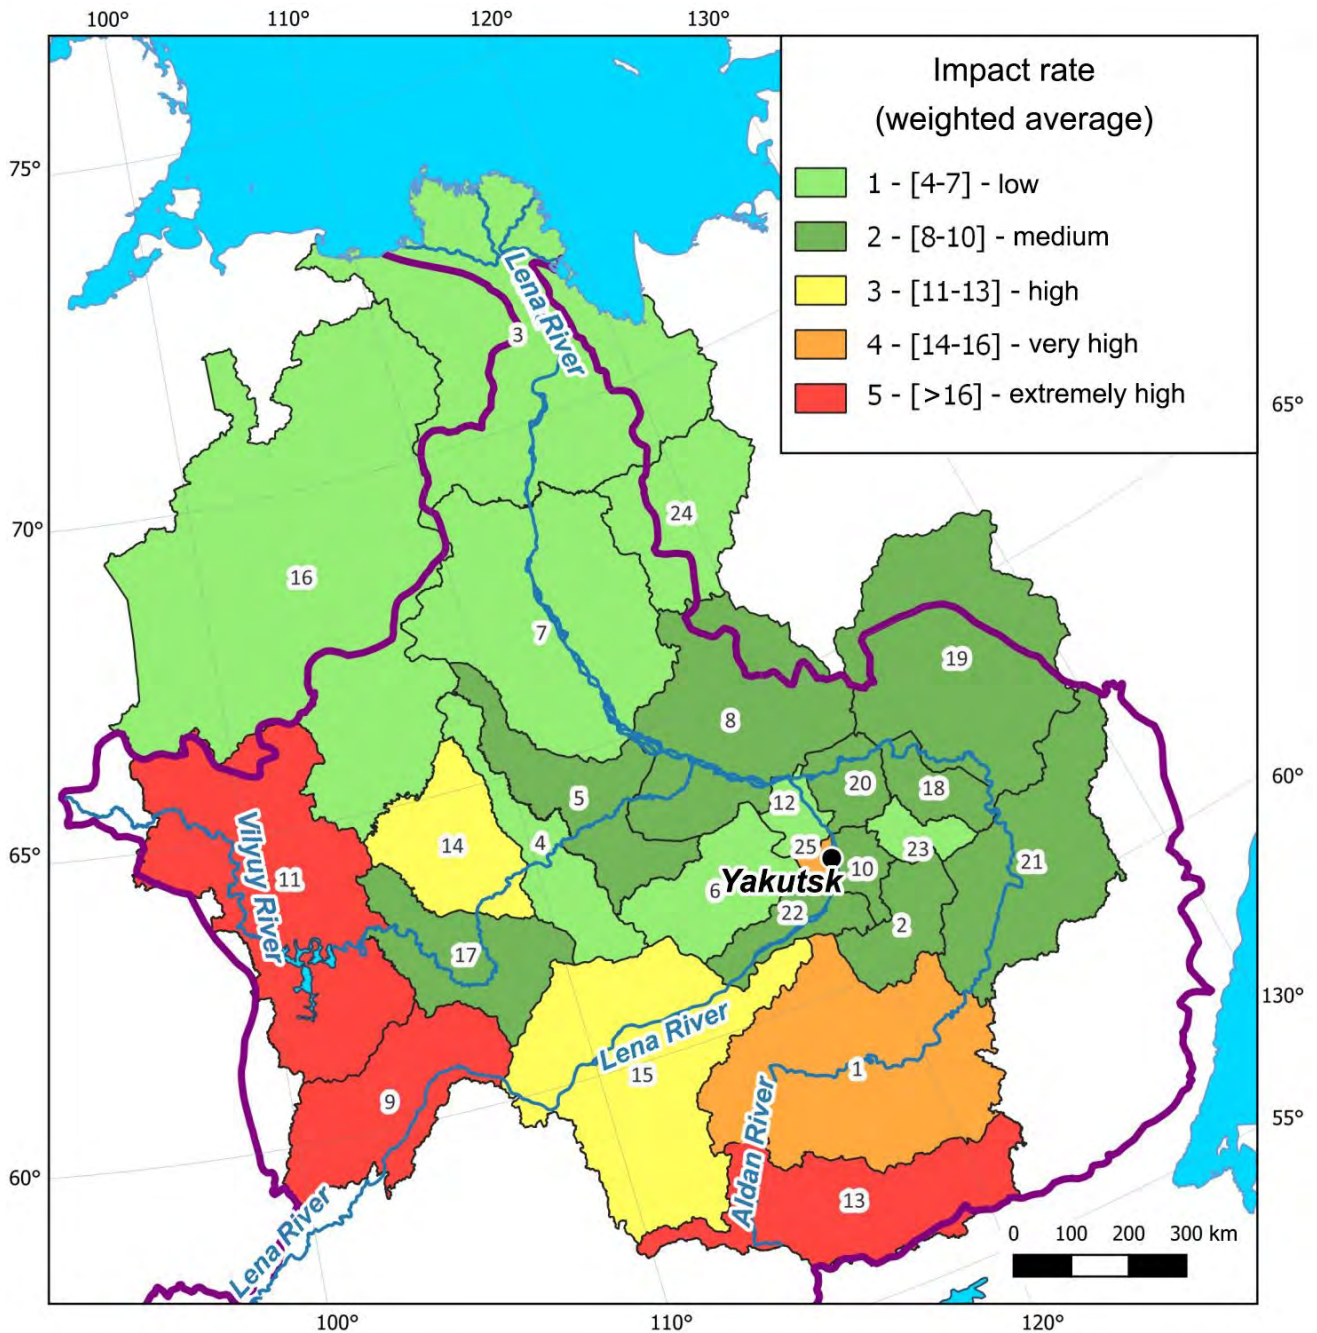 100°
110°
120°
130°
Impact rate
(weighted average)
1 - [4-7] - low
2 - [8-10] - medium
3 - [11-13] - high
4 - [14-16] - very high
5 - [>16] - extremely high
75°
Lena River
3
65°
24
70°
16
7
19
8
60°
20
18
5
12
14
4
25
23
65°
21
10
11
Vilyuy River
Yakutsk
6
22
2
17
130°
Lena River
15
1
9
55°
Aldan River
60°
13
Lena River
0 100 200 300 km
100°
110°
120°